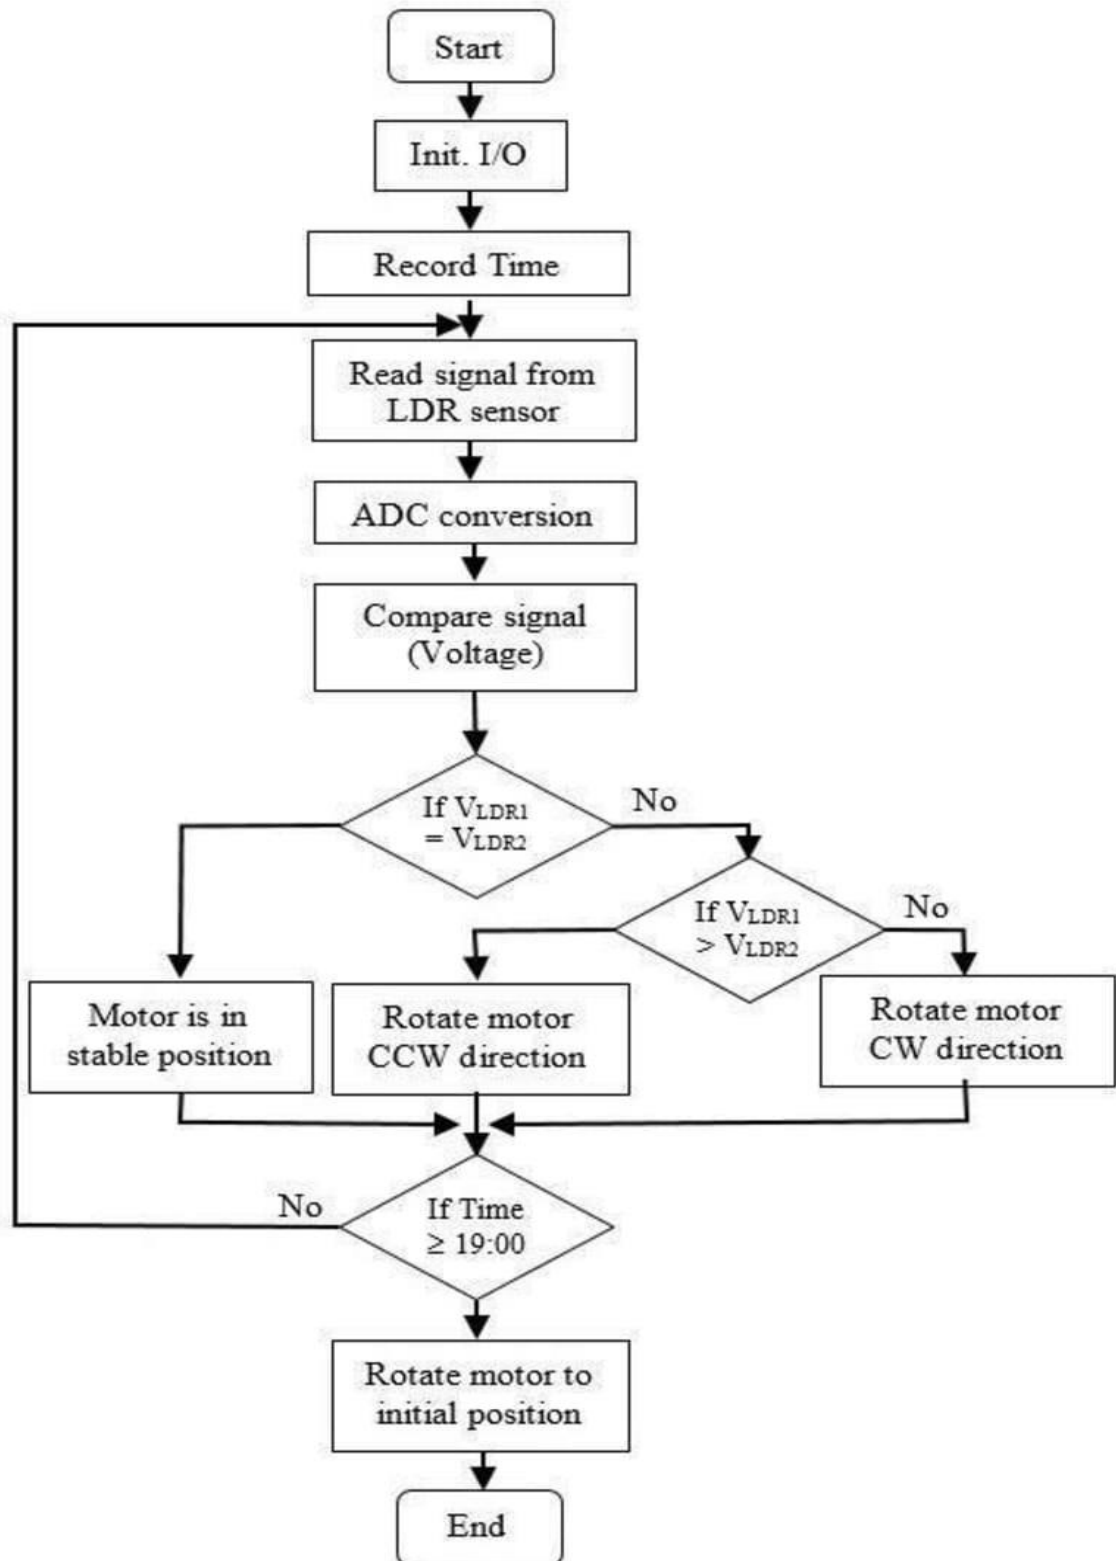 Start
Init. I/O
Record Time
Read signal from
LDR sensor
ADC conversion
Compare signal
(Voltage)
If VLDR1
= VLDR2
No
If VLDR1
> VLDR2
No
Motor is in
stable position
Rotate motor
CCW direction
Rotate motor
CW direction
No
If Time
≥ 19:00
Rotate motor to
initial position
End